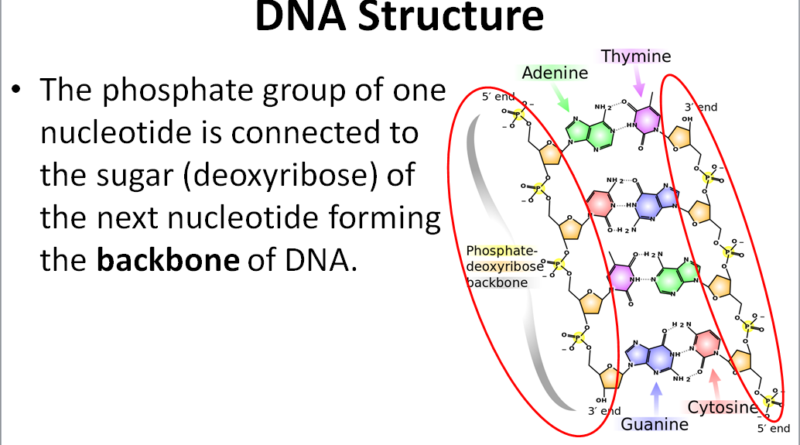 DNA Structure
• The phosphate group of one
nucleotide is connected to
the sugar (deoxyribose) of
the next nucleotide forming
the backbone of DNA.
Thymine
Adenine
5′ end
3′ end
Phosphate-
deoxyribose
backbone
3′ end
Cytosine
Guanine
5′ end